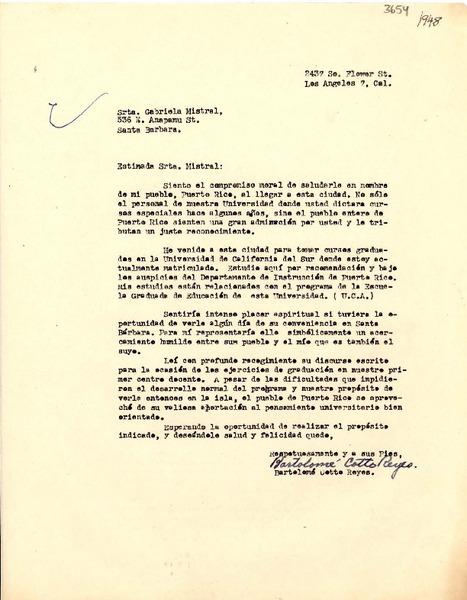 3654
1948
2437 So. Flower St.
Los Angeles 7, Cal.
Srta. Gabriela Mistral,
536 W. Anapamu St.
Santa Barbara.
Estimada Srta. Mistral:
Siento el compromiso moral de saludarle en nombre
de mi pueblo, Puerto Rico, al llegar a esta ciudad. No sólo
el personal de nuestra Universidad donde usted dictara cur-
sos especiales hace algunos años, sino el pueblo entero de
Puerto Rico sienten una gran admiración por usted y le tri-
butan un justo reconocimiento.
He venido a esta ciudad para tomar cursos gradua-
dos en la Universidad de California del Sur donde estoy ac-
tualmente matriculado. Estudio aquí por recomendación y bajo
los auspicios del Departamento de Instrucción de Puerto Rico.
Mis estudios están relacionados con el programa de la Escue-
la Graduada de Educación de esta Universidad. ( U.C.A.)
Sentiría intenso placer espiritual si tuviera la o-
portunidad de verle algún día de su conveniencia en Santa
Bárbara. Para mí representaría ello simbólicamente un acer-
camiento humilde entre sum pueblo y el mío que es también el
suyo.
Leí con profundo recogimiento su discurso escrito
para la ocasión de los ejercicios de graduación en nuestro pri-
mer centro docente. A pesar de las dificultades que impidie-
ron el desarrollo normal del programa y nuestro propósito de
verle entonces en la isla, el pueblo de Puerto Rico se aprove-
chó de su valiosa aportación al pensamiento universitario bien
orientado.
Esperando la oportunidad de realizar el propósito
indicado, y deseándole salud y felicidad quedo,
Respetuosamente y a sus Pies,
Bartolomé Cotto Reyes.
Bartolomé Cotto Reyes.